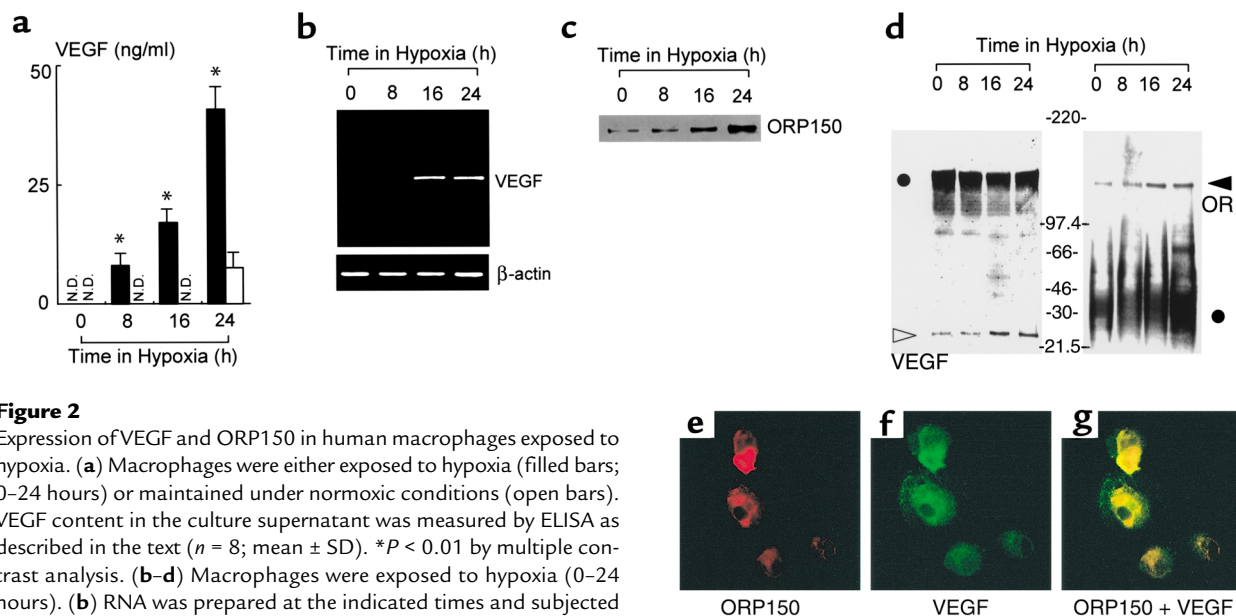 a
VEGF (ng/ml)
50
25
0
N.D.
N.D.
*
N.D.
*
N.D.
*
0 8 16 24
Time in Hypoxia (h)
b
Time in Hypoxia (h)
0 8 16 24
VEGF
β-actin
c
Time in Hypoxia (h)
0 8 16 24
ORP150
d
Time in Hypoxia (h)
0 8 16 24
0 8 16 24
-220-
-97.4-
-66-
-46-
-30-
-21.5-
VEGF
OR
Figure 2
Expression of VEGF and ORP150 in human macrophages exposed to
hypoxia. (a) Macrophages were either exposed to hypoxia (filled bars;
0–24 hours) or maintained under normoxic conditions (open bars).
VEGF content in the culture supernatant was measured by ELISA as
described in the text (n = 8; mean ± SD). *P < 0.01 by multiple con-
trast analysis. (b–d) Macrophages were exposed to hypoxia (0–24
hours). (b) RNA was prepared at the indicated times and subjected
e
ORP150
f
VEGF
g
ORP150 + VEGF